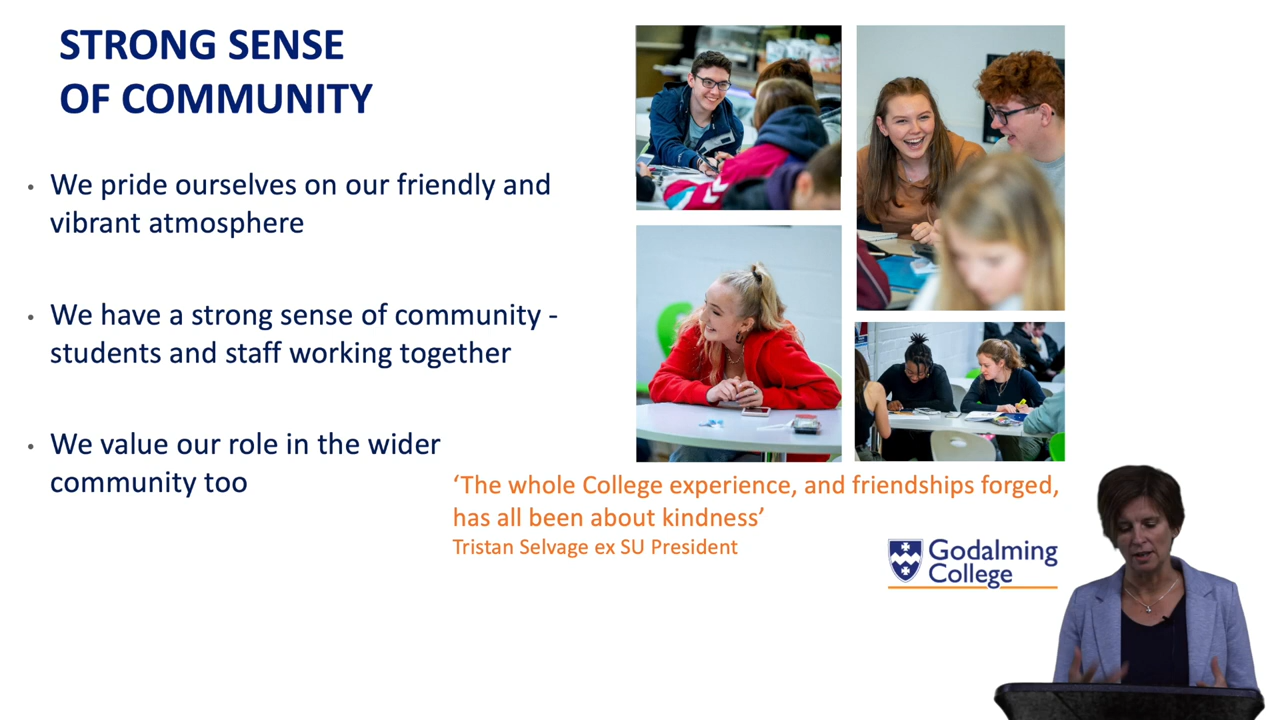 STRONG SENSE
OF COMMUNITY
• We pride ourselves on our friendly and
vibrant atmosphere
• We have a strong sense of community -
students and staff working together
• We value our role in the wider
community too
‘The whole College experience, and friendships forged,
has all been about kindness’
Tristan Selvage ex SU President
Godalming
College